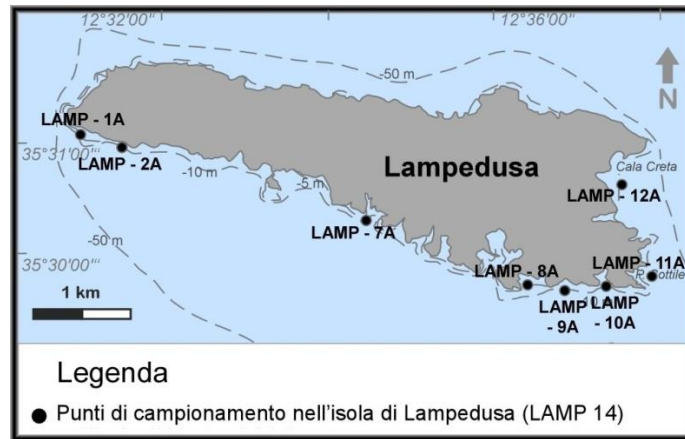 12°32'00'' 12°36'00''
-50 m
N
LAMP - 1A
35°31'00'''
LAMP - 2A
Lampedusa
Cala Creta
-10 m
-5 m
LAMP - 12A
LAMP - 7A
-50 m
35°30'00'''
LAMP - 8A
LAMP - 11A
1 km
LAMP
- 9A
LAMP
- 10A
Legenda
Punti di campionamento nell'isola di Lampedusa (LAMP 14)